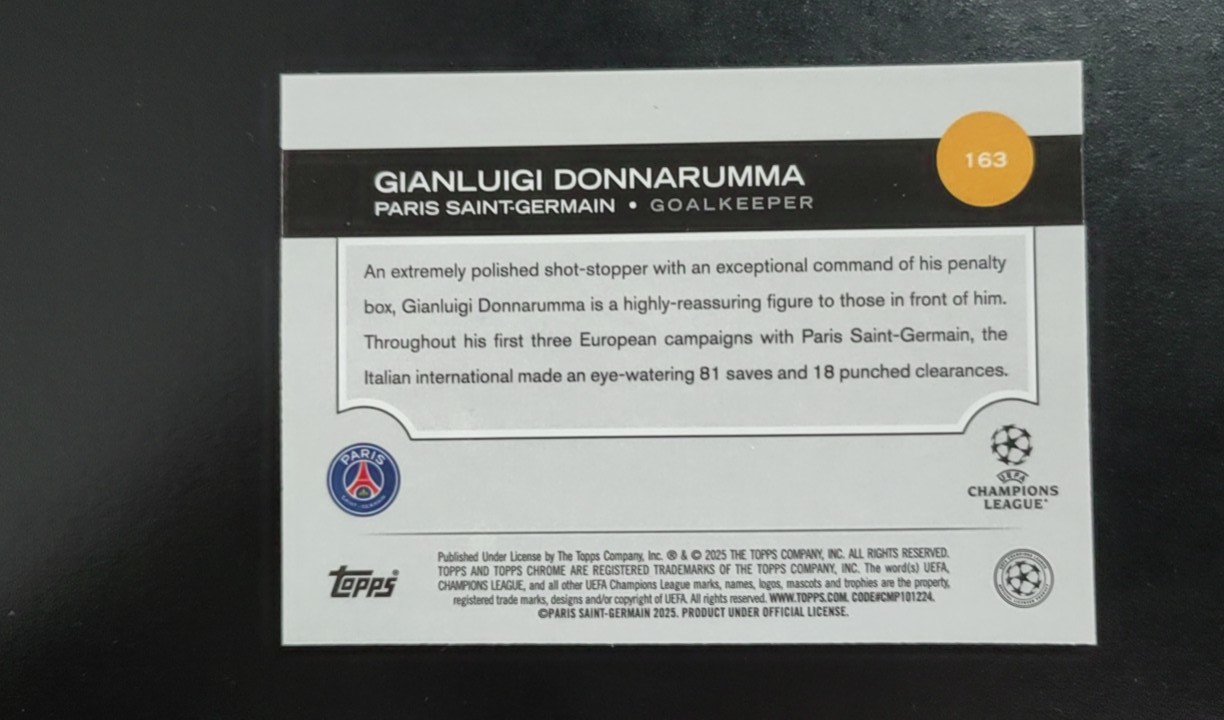 163
GIANLUIGI DONNARUMMA
PARIS SAINT-GERMAIN • GOALKEEPER
An extremely polished shot-stopper with an exceptional command of his penalty
box, Gianluigi Donnarumma is a highly-reassuring figure to those in front of him.
Throughout his first three European campaigns with Paris Saint-Germain, the
Italian international made an eye-watering 81 saves and 18 punched clearances.
PARIS
SAINT-GERMAIN
UEFA
CHAMPIONS
LEAGUE
Topps®
Published Under License by The Topps Company, Inc. ® & © 2025 THE TOPPS COMPANY, INC. ALL RIGHTS RESERVED.
TOPPS AND TOPPS CHROME ARE REGISTERED TRADEMARKS OF THE TOPPS COMPANY, INC. The word(s) UEFA,
CHAMPIONS LEAGUE, and all other UEFA Champions League marks, names, logos, mascots and trophies are the property,
registered trade marks, designs and/or copyright of UEFA. All rights reserved. WWW.TOPPS.COM. CODE#CMP101224.
©PARIS SAINT-GERMAIN 2025. PRODUCT UNDER OFFICIAL LICENSE.